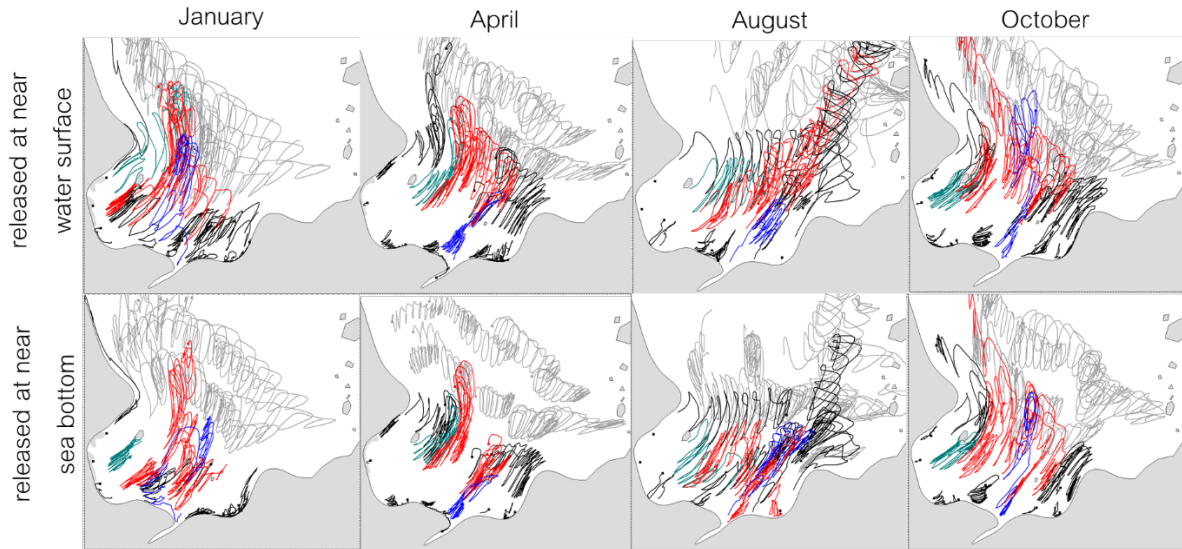 January
April
August
October
released at near
water surface
released at near
sea bottom